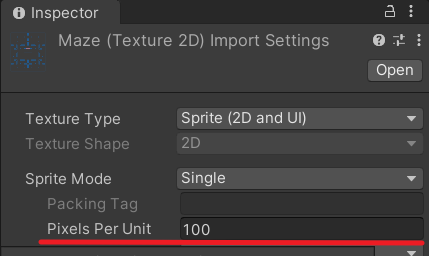 Inspector
Maze (Texture 2D) Import Settings
Open
Texture Type Sprite (2D and UI)
Texture Shape 2D
Sprite Mode Single
Packing Tag
Pixels Per Unit 100